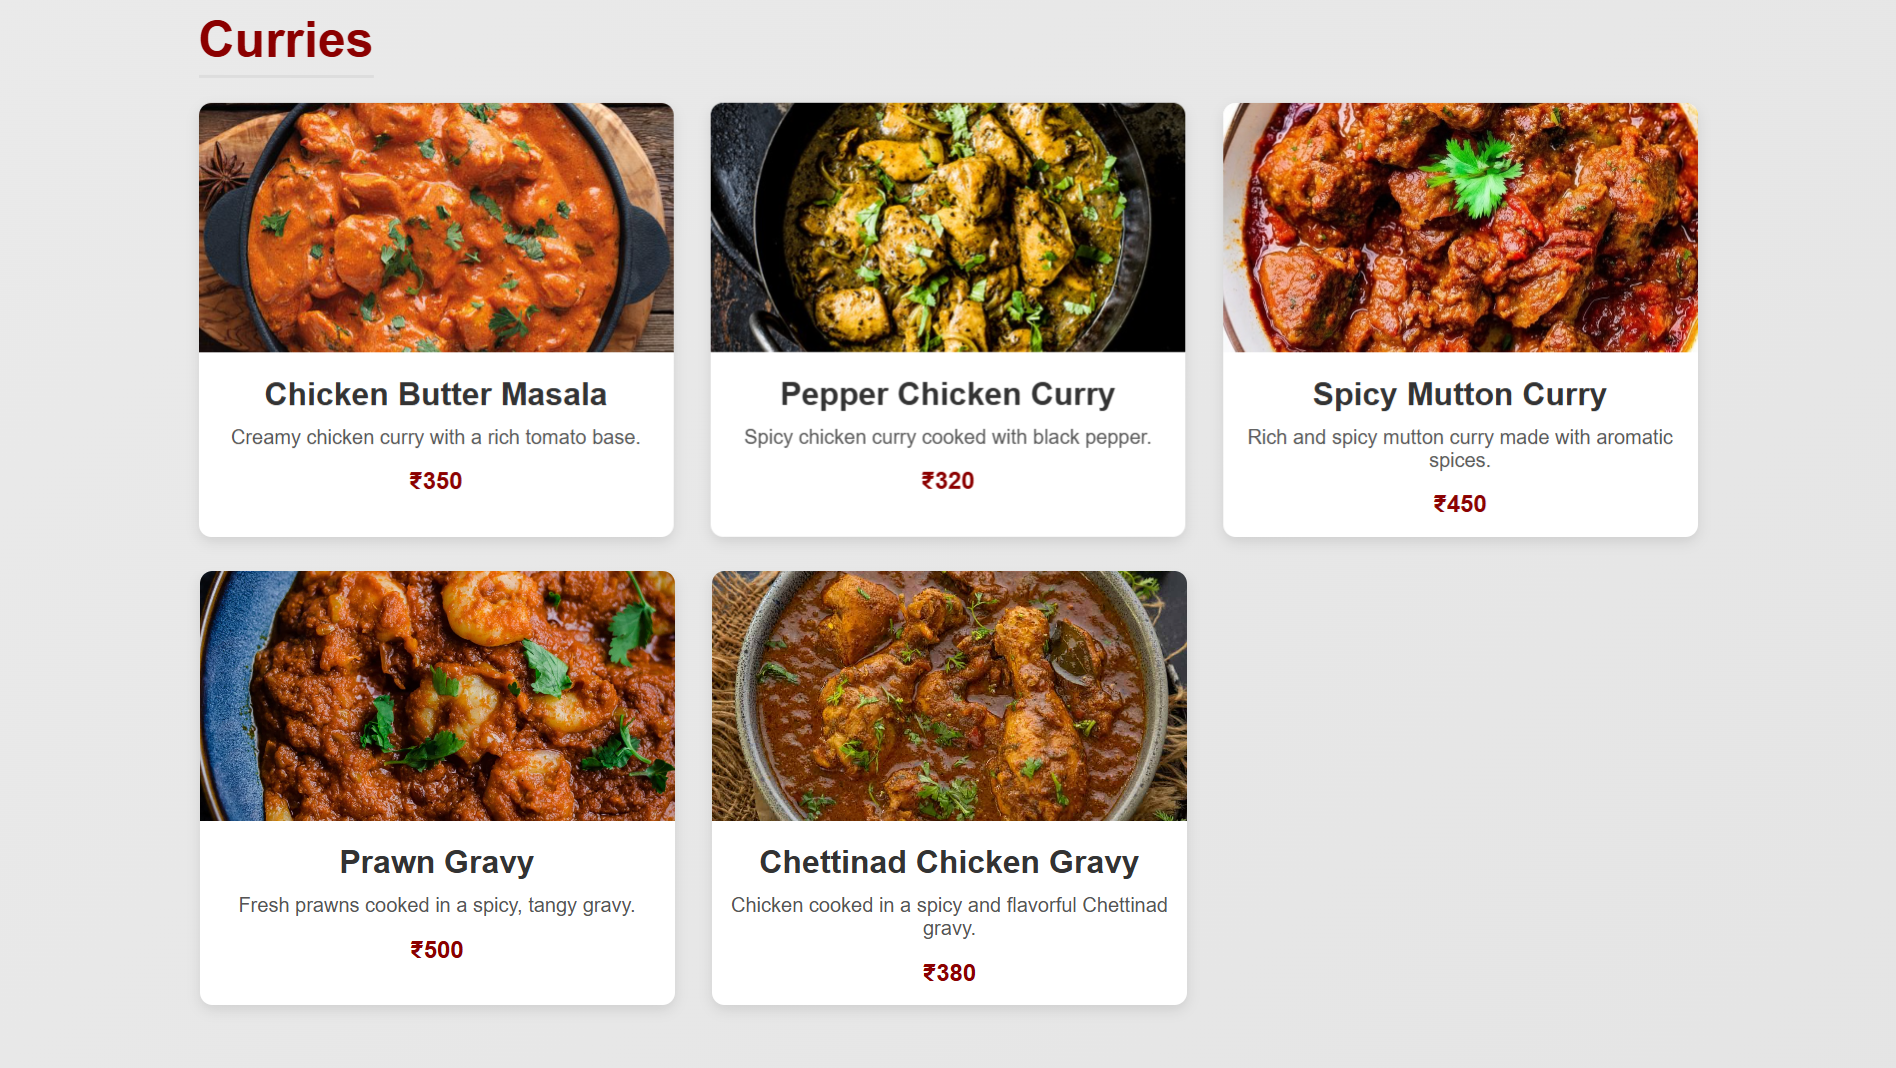 Curries
Chicken Butter Masala
Creamy chicken curry with a rich tomato base.
₹350
Pepper Chicken Curry
Spicy chicken curry cooked with black pepper.
₹320
Spicy Mutton Curry
Rich and spicy mutton curry made with aromatic
spices.
₹450
Prawn Gravy
Fresh prawns cooked in a spicy, tangy gravy.
₹500
Chettinad Chicken Gravy
Chicken cooked in a spicy and flavorful Chettinad
gravy.
₹380